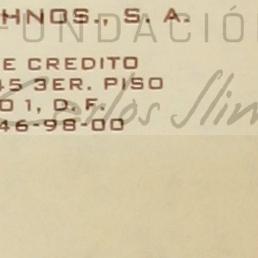 HNOS., S. A.
FUNDACIÓ
E CREDITO
45 3ER. PISO
O 1, D. F.
46-98-00
Carlos Slim